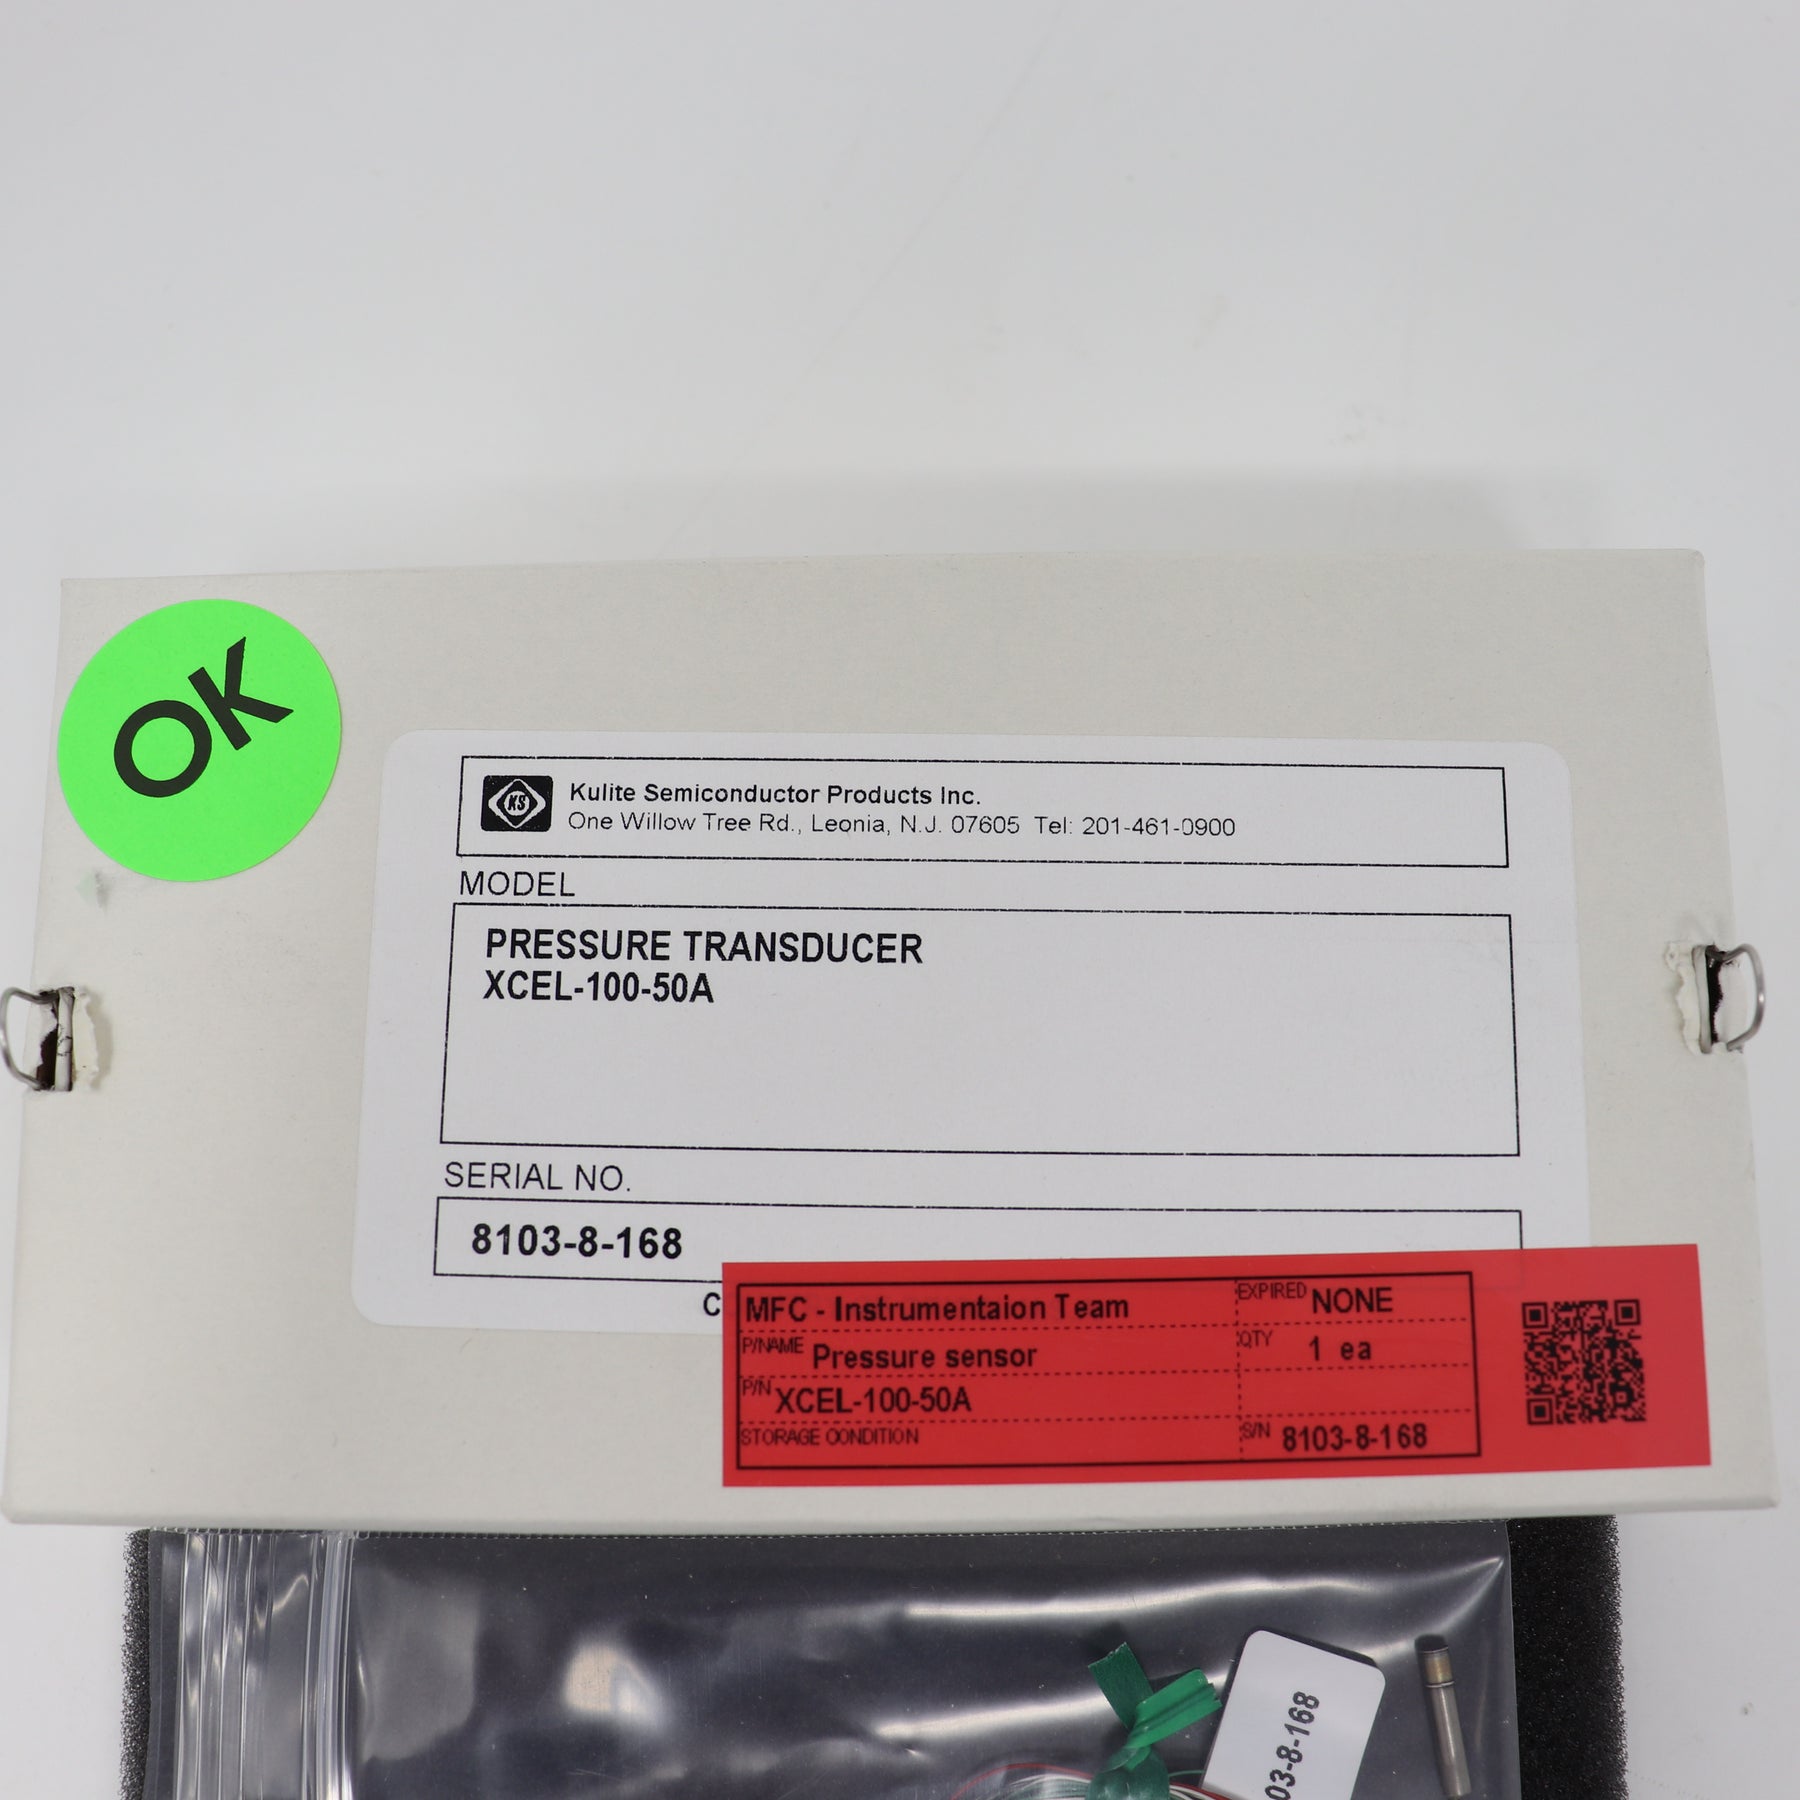 OK
KS
Kulite Semiconductor Products Inc.
One Willow Tree Rd., Leonia, N.J. 07605 Tel: 201-461-0900
MODEL
PRESSURE TRANSDUCER
XCEL-100-50A
SERIAL NO.
8103-8-168
C
MFC - Instrumentaion Team
EXPIRED NONE
P/NAME Pressure sensor
QTY 1 ea
P/N XCEL-100-50A
STORAGE CONDITION
S/N 8103-8-168
03-8-168